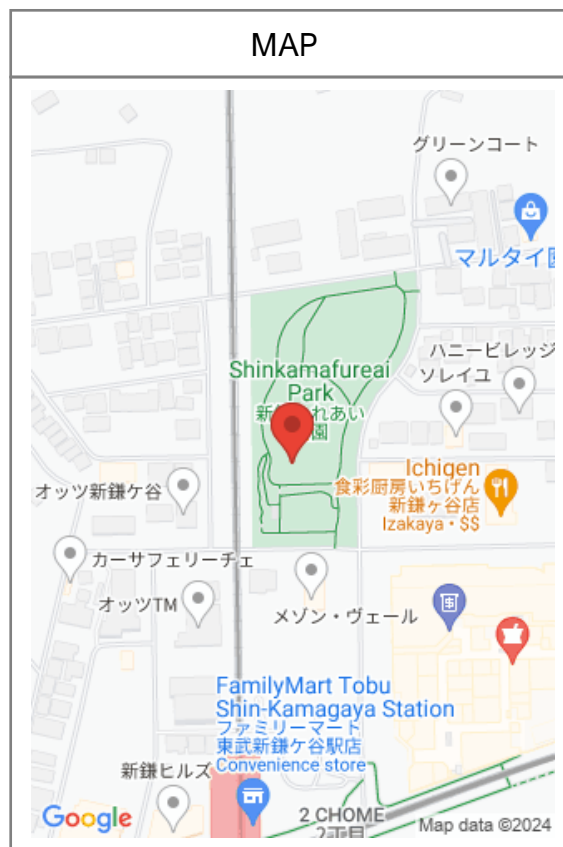 MAP
グリーンコート
マルタイ
Shinkamafureai
Park
れあい
園
ハニービレッジ
ソレイユ
Ichigen
食彩厨房いちげん
新鎌ヶ谷店
Izakaya・$$
オッツ新鎌ケ谷
カーサフェリーチェ
オッツTM
メゾン・ヴェール
FamilyMart Tobu
Shin-Kamagaya Station
ファミリーマート
東武新鎌ケ谷駅店
Convenience store
新鎌ヒルズ
2 CHOME
2丁目
Google
Map data ©2024